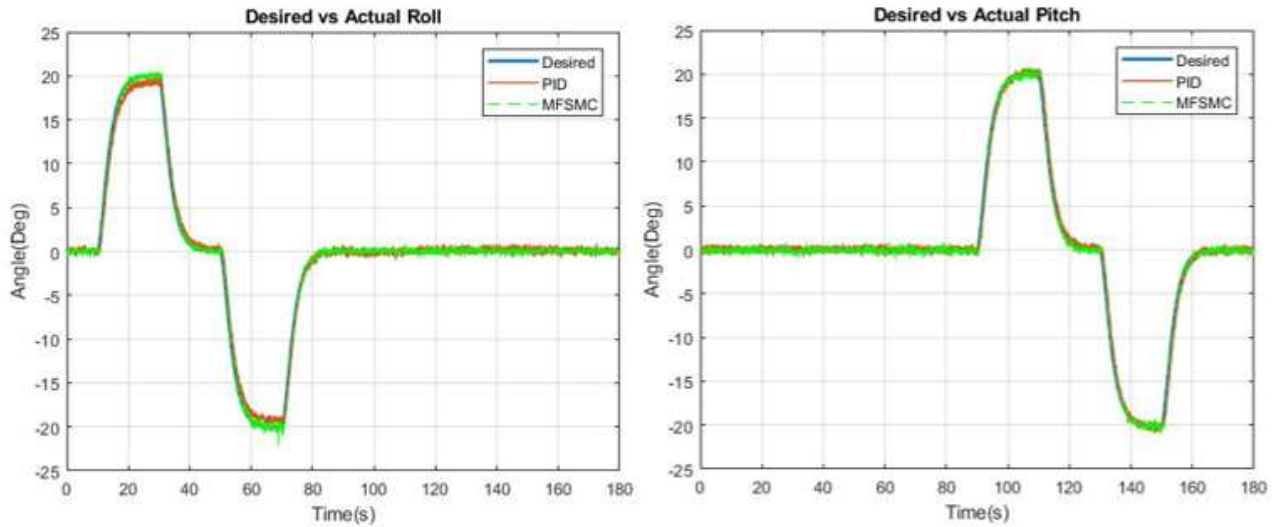 Desired vs Actual Roll
25
20
15
10
5
0
-5
-10
-15
-20
-25
Angle(Deg)
Desired
PID
MFSMC
0 20 40 60 80 100 120 140 160 180
Time(s)
Desired vs Actual Pitch
25
20
15
10
5
0
-5
-10
-15
-20
-25
Angle(Deg)
Desired
PID
MFSMC
0 20 40 60 80 100 120 140 160 180
Time(s)